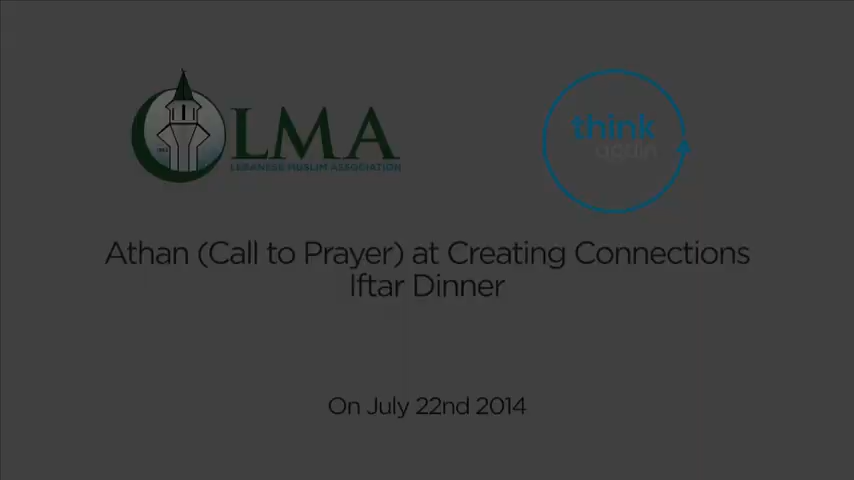 LMA
LEBANESE MUSLIM ASSOCIATION
think
again
Athan (Call to Prayer) at Creating Connections
Iftar Dinner
On July 22nd 2014